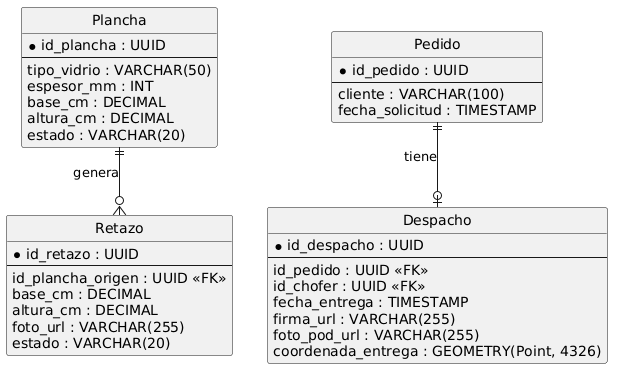 Plancha
id_plancha : UUID
tipo_vidrio : VARCHAR(50)
espesor_mm : INT
base_cm : DECIMAL
altura_cm : DECIMAL
estado : VARCHAR(20)
Pedido
id_pedido : UUID
cliente : VARCHAR(100)
fecha_solicitud : TIMESTAMP
genera
tiene
Retazo
id_retazo : UUID
id_plancha_origen : UUID «FK»
base_cm : DECIMAL
altura_cm : DECIMAL
foto_url : VARCHAR(255)
estado : VARCHAR(20)
Despacho
id_despacho : UUID
id_pedido : UUID «FK»
id_chofer : UUID «FK»
fecha_entrega : TIMESTAMP
firma_url : VARCHAR(255)
foto_pod_url : VARCHAR(255)
coordenada_entrega : GEOMETRY(Point, 4326)